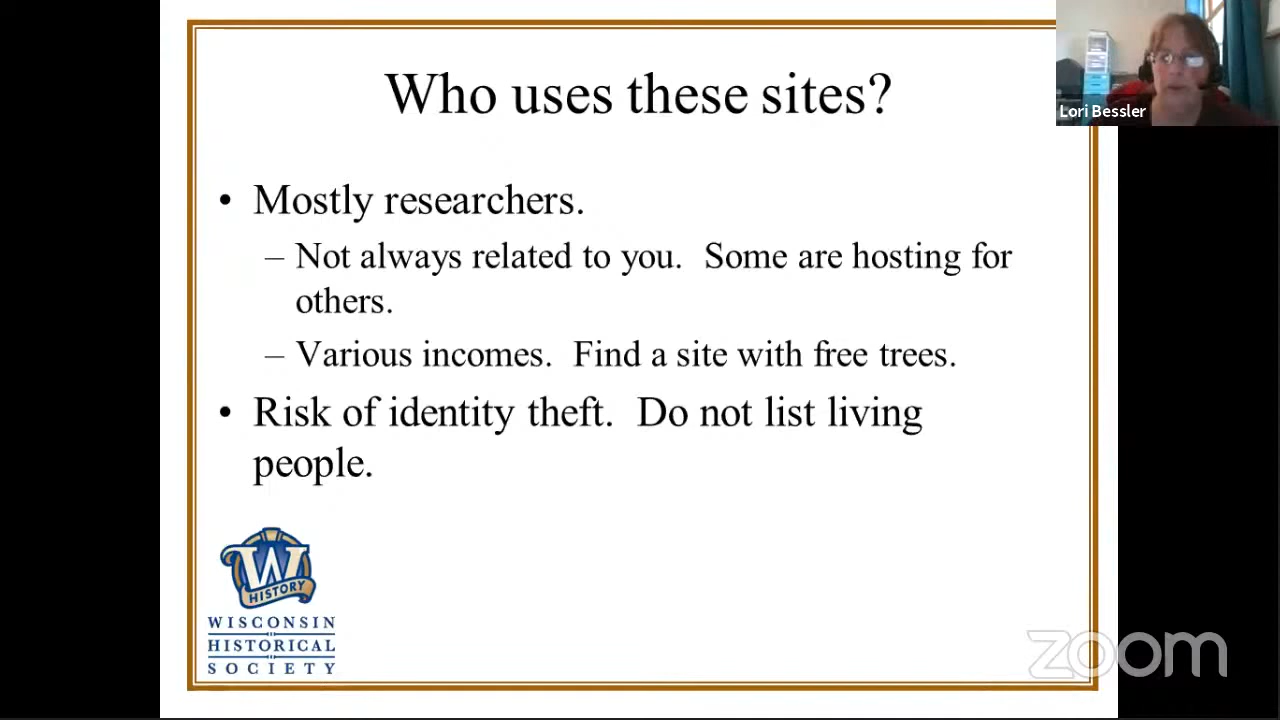 Who uses these sites?
Lori Bessler
• Mostly researchers.
– Not always related to you. Some are hosting for
others.
– Various incomes. Find a site with free trees.
• Risk of identity theft. Do not list living
people.
W
HISTORY
WISCONSIN
HISTORICAL
SOCIETY
zoom